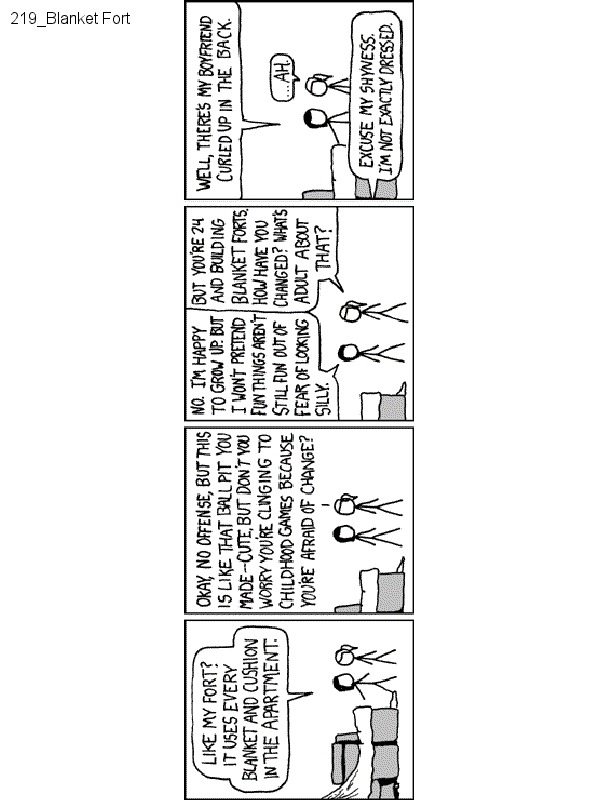 219_Blanket Fort
LIKE MY FORT?
IT USES EVERY
BLANKET AND CUSHION
IN THE APARTMENT.
OKAY, NO OFFENSE, BUT THIS
IS LIKE THAT BALL PIT YOU
MADE--CUTE, BUT DON'T YOU
WORRY YOU'RE CLINGING TO
CHILDHOOD GAMES BECAUSE
YOU'RE AFRAID OF CHANGE?
NO. I'M HAPPY
TO GROW UP. BUT
I WON'T PRETEND
FUN THINGS AREN'T
STILL FUN OUT OF
FEAR OF LOOKING
SILLY.
BUT YOU'RE 24
AND BUILDING
BLANKET FORTS.
HOW HAVE YOU
CHANGED? WHAT'S
ADULT ABOUT
THAT?
WELL, THERE'S MY BOYFRIEND
CURLED UP IN THE BACK.
...AH.
EXCUSE MY SHYNESS.
I'M NOT EXACTLY DRESSED.